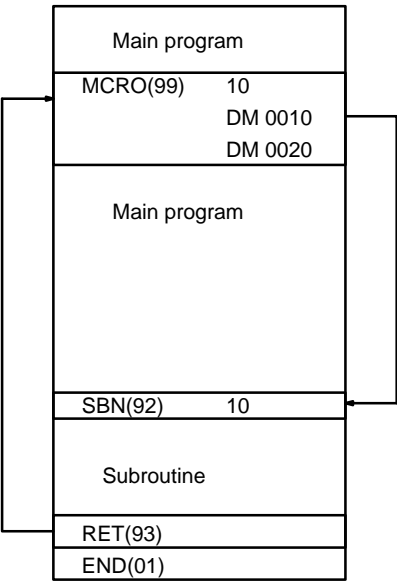 Main program
MCRO(99) 10
DM 0010
DM 0020
Main program
SBN(92) 10
Subroutine
RET(93)
END(01)